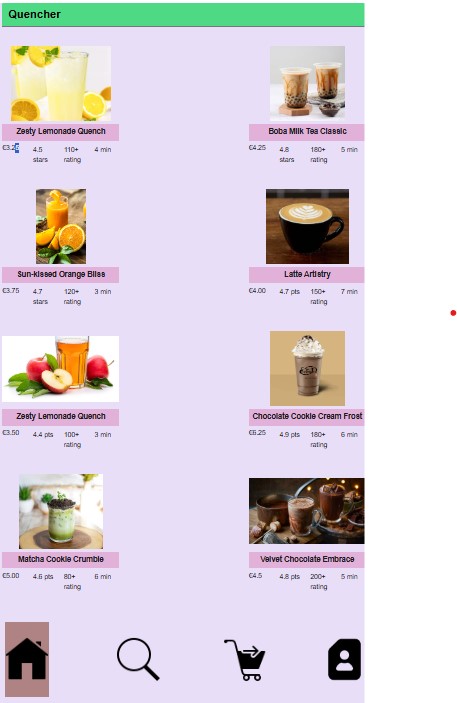 Quencher
Zesty Lemonade Quench
€3.25 4.5 stars 110+ rating 4 min
Boba Milk Tea Classic
€4.25 4.8 stars 180+ rating 5 min
Sun-kissed Orange Bliss
€3.75 4.7 stars 120+ rating 3 min
Latte Artistry
€4.00 4.7 pts 150+ rating 7 min
Zesty Lemonade Quench
€3.50 4.4 pts 100+ rating 3 min
Chocolate Cookie Cream Frost
€6.25 4.9 pts 180+ rating 6 min
Matcha Cookie Crumble
€5.00 4.6 pts 80+ rating 6 min
Velvet Chocolate Embrace
€4.5 4.8 pts 200+ rating 5 min